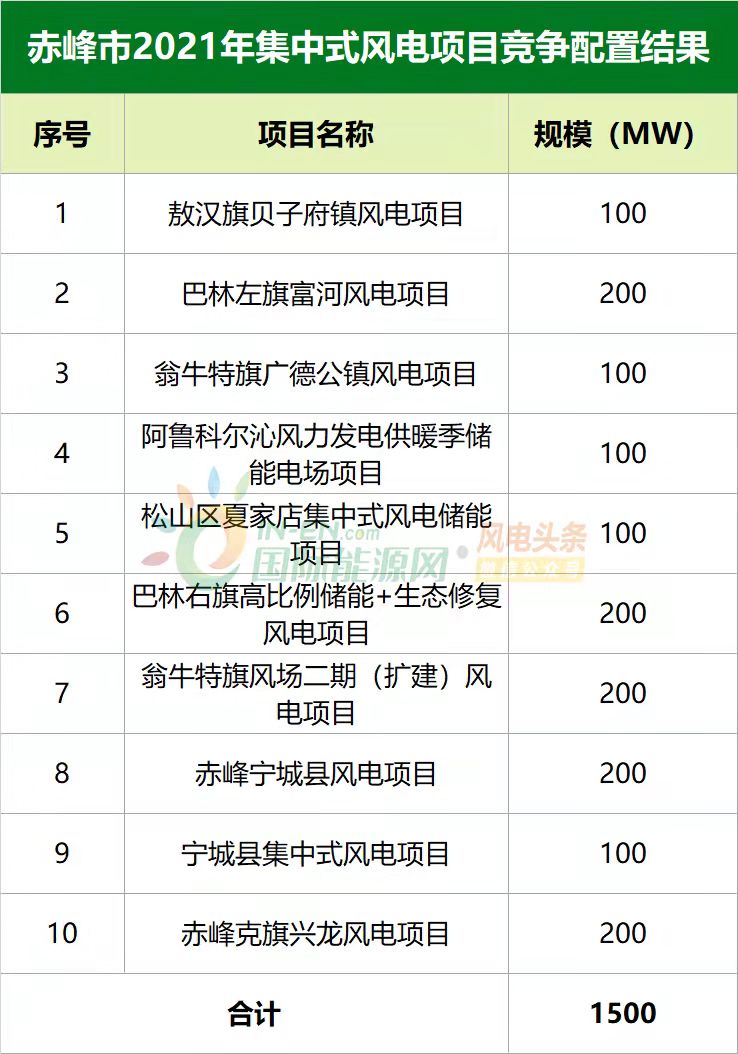 赤峰市2021年集中式风电项目竞争配置结果
序号 项目名称 规模（MW）
1 敖汉旗贝子府镇风电项目 100
2 巴林左旗富河风电项目 200
3 翁牛特旗广德公镇风电项目 100
4 阿鲁科尔沁风力发电供暖季储
能电场项目 100
5 松山区夏家店集中式风电储能
项目 100
6 巴林右旗高比例储能+生态修复
风电项目 200
7 翁牛特旗风场二期（扩建）风
电项目 200
8 赤峰宁城县风电项目 200
9 宁城县集中式风电项目 100
10 赤峰克旗兴龙风电项目 200
合计 1500
IN-EN.com
国际能源网
风电头条
微信公众号